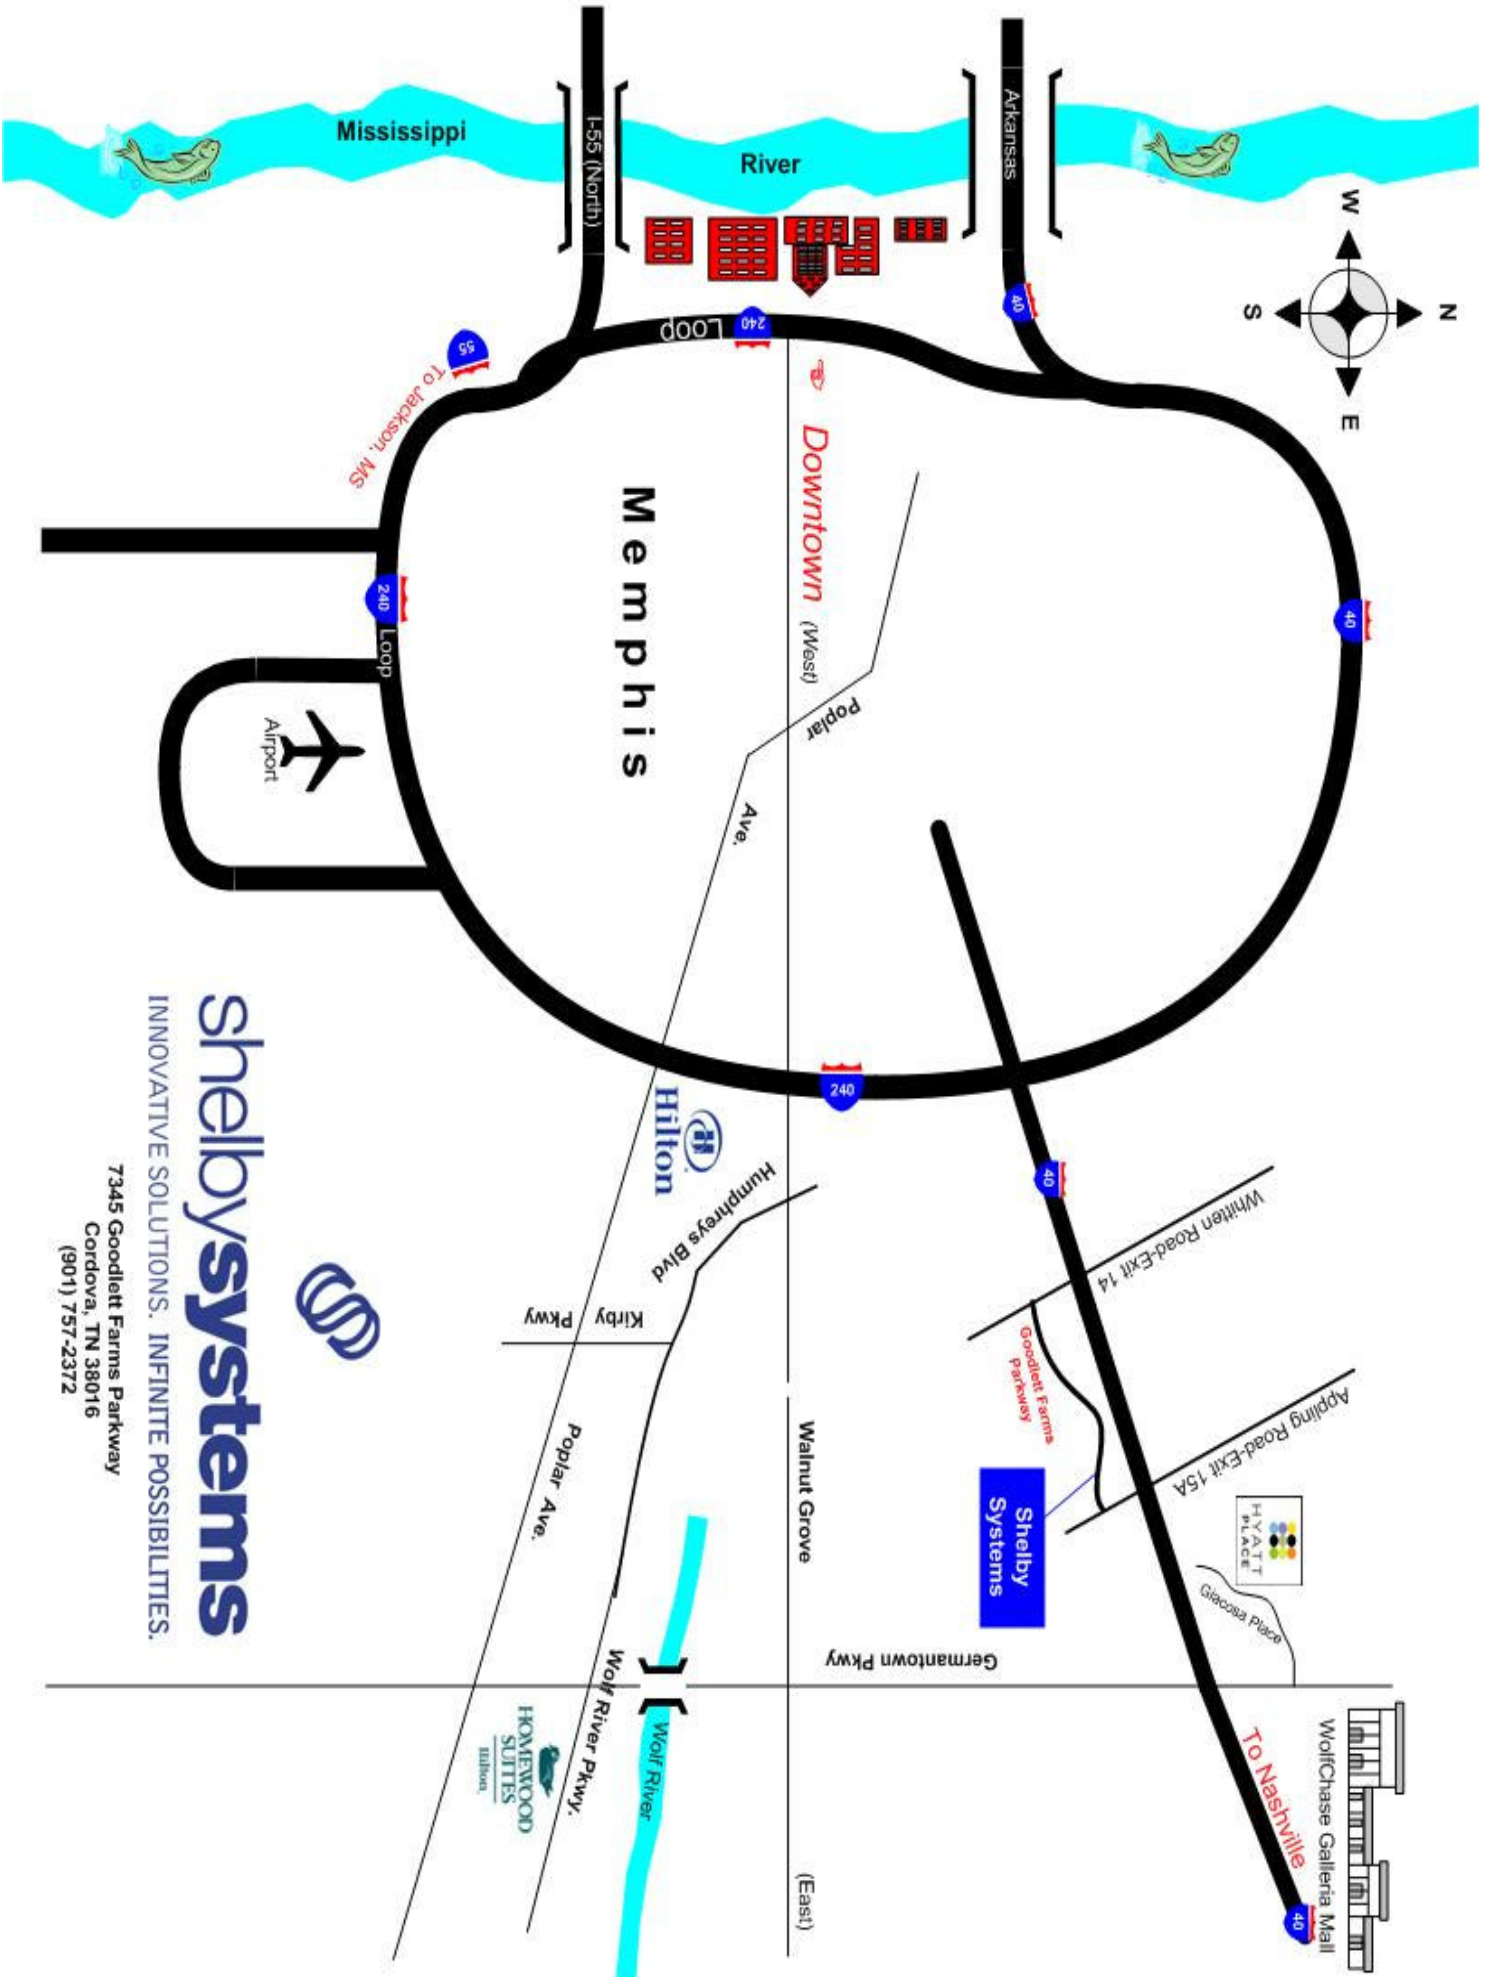 W
N
S
E
Arkansas
I-55 (North)
Mississippi
River
40
240
Loop
55
To Jackson, MS
Downtown
(West)
Memphis
Poplar
Ave.
40
240
Loop
Airport
240
Hilton
Humphreys Blvd
Kirby
Pkwy
40
Whitten Road-Exit 14
Goodlett Farms
Parkway
Appling Road-Exit 15A
Shelby
Systems
HYATT
PLACE
Giacosa Place
Walnut Grove
Germantown Pkwy
Poplar Ave.
Wolf River Pkwy.
Wolf River
HOMEWOOD
SUITES
Hilton
(East)
To Nashville
40
WolfChase Galleria Mall
shelbysystems
INNOVATIVE SOLUTIONS. INFINITE POSSIBILITIES.
7345 Goodlett Farms Parkway
Cordova, TN 38016
(901) 757-2372